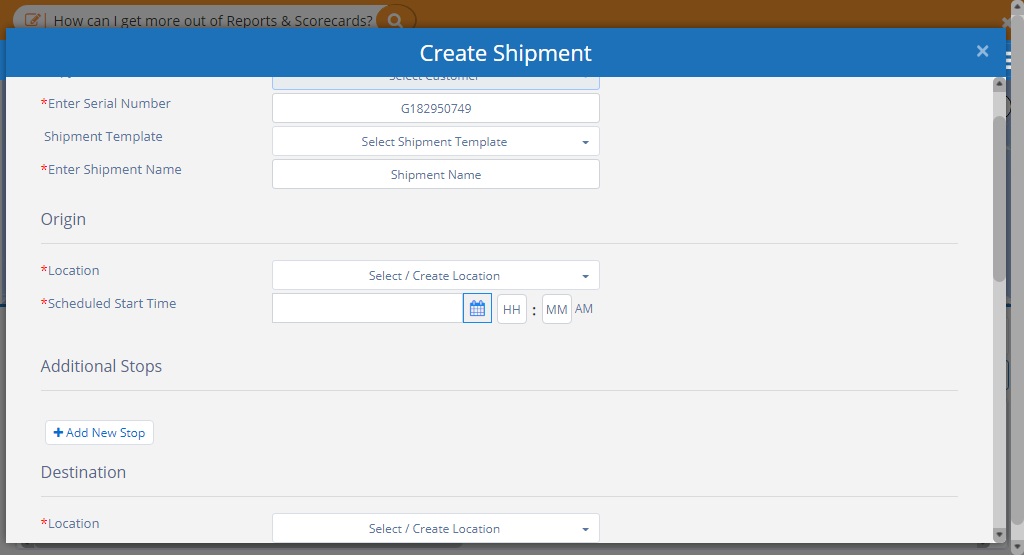 How can I get more out of Reports & Scorecards?
Create Shipment ×
Select Customer
*Enter Serial Number G182950749
Shipment Template Select Shipment Template
*Enter Shipment Name Shipment Name
Origin
*Location Select / Create Location
*Scheduled Start Time HH : MM AM
Additional Stops
+ Add New Stop
Destination
*Location Select / Create Location